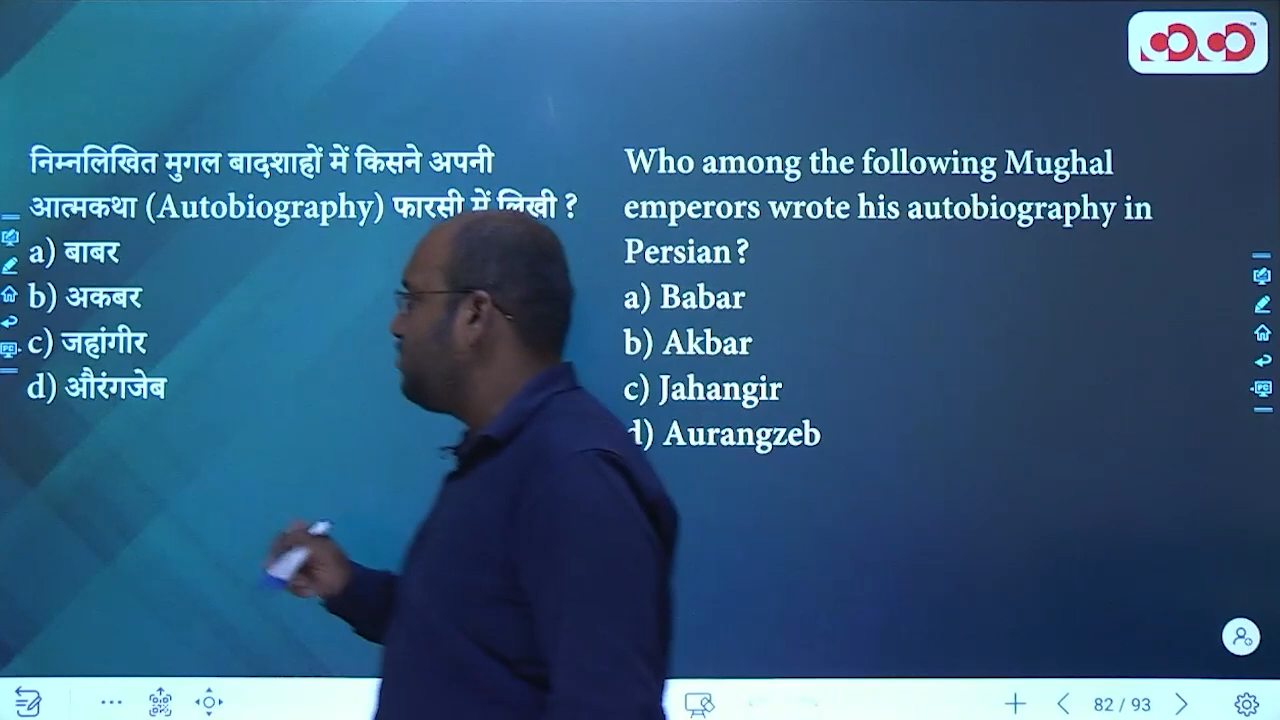 निम्नलिखित मुगल बादशाहों में किसने अपनी
आत्मकथा (Autobiography) फारसी में लिखी ?
a) बाबर
b) अकबर
c) जहांगीर
d) औरंगजेब
Who among the following Mughal
emperors wrote his autobiography in
Persian?
a) Babar
b) Akbar
c) Jahangir
d) Aurangzeb
82 / 93